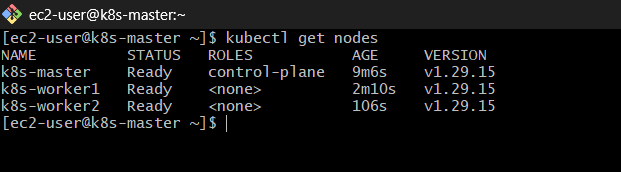 ec2-user@k8s-master:~
[ec2-user@k8s-master ~]$ kubectl get nodes
NAME STATUS ROLES AGE VERSION
k8s-master Ready control-plane 9m6s v1.29.15
k8s-worker1 Ready <none> 2m10s v1.29.15
k8s-worker2 Ready <none> 106s v1.29.15
[ec2-user@k8s-master ~]$